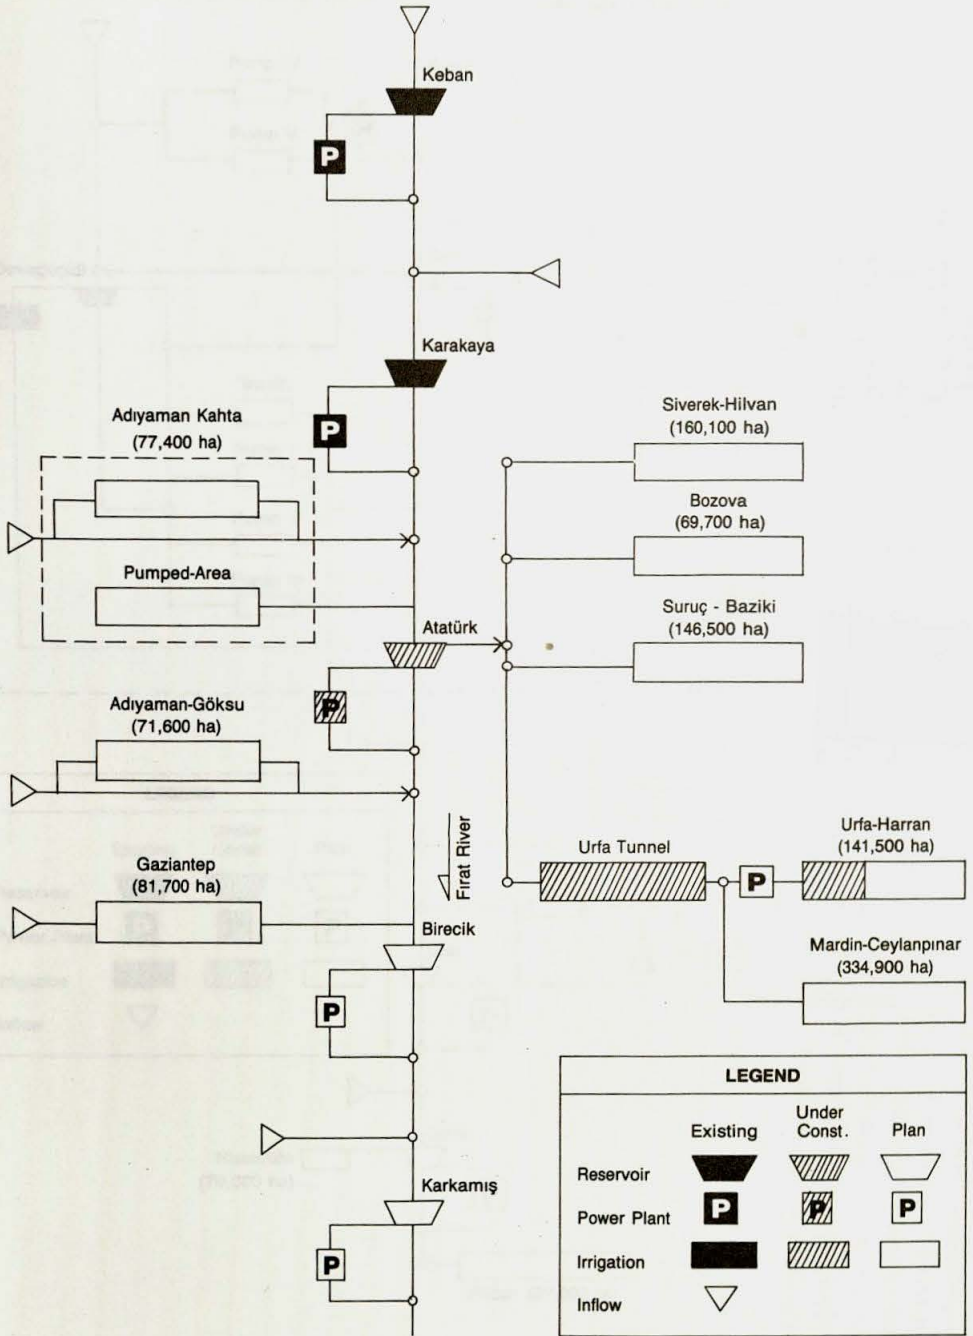 Keban
P
Karakaya
P
Adıyaman Kahta
(77,400 ha)
Pumped-Area
Siverek-Hilvan
(160,100 ha)
Bozova
(69,700 ha)
Suruç - Baziki
(146,500 ha)
Atatürk
P
Adıyaman-Göksu
(71,600 ha)
Fırat River
Urfa Tunnel
P
Urfa-Harran
(141,500 ha)
Mardin-Ceylanpınar
(334,900 ha)
Gaziantep
(81,700 ha)
Birecik
P
Karkamış
P
LEGEND
Existing
Under
Const.
Plan
Reservoir
Power Plant P P P
Irrigation
Inflow